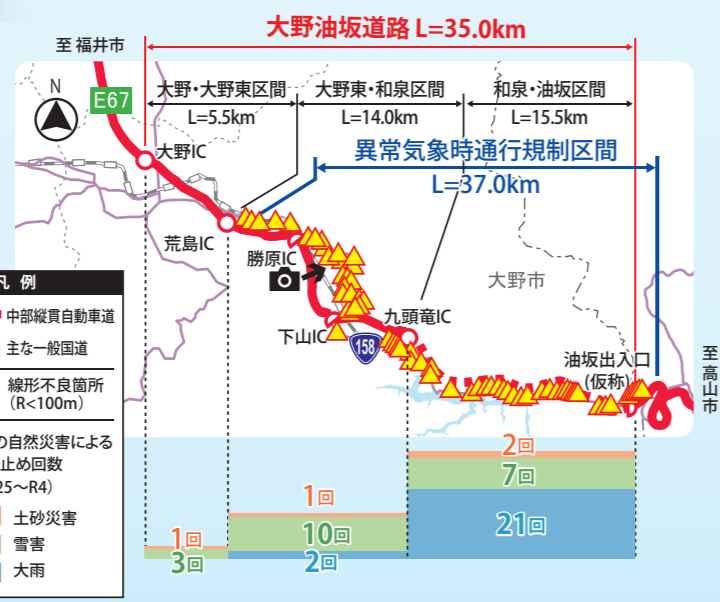 大野油坂道路 L=35.0km
至 福井市
N
E67
大野・大野東区間
L=5.5km
大野東・和泉区間
L=14.0km
和泉・油坂区間
L=15.5km
異常気象時通行規制区間
L=37.0km
大野IC
荒島IC
勝原IC
下山IC
158
九頭竜IC
大野市
油坂出入口
(仮称)
至高山市
凡 例
中部縦貫自動車道
主な一般国道
線形不良箇所
(R<100m)
の自然災害による
止め回数
25～R4)
土砂災害
雪害
大雨
1回
3回
1回
10回
2回
2回
7回
21回